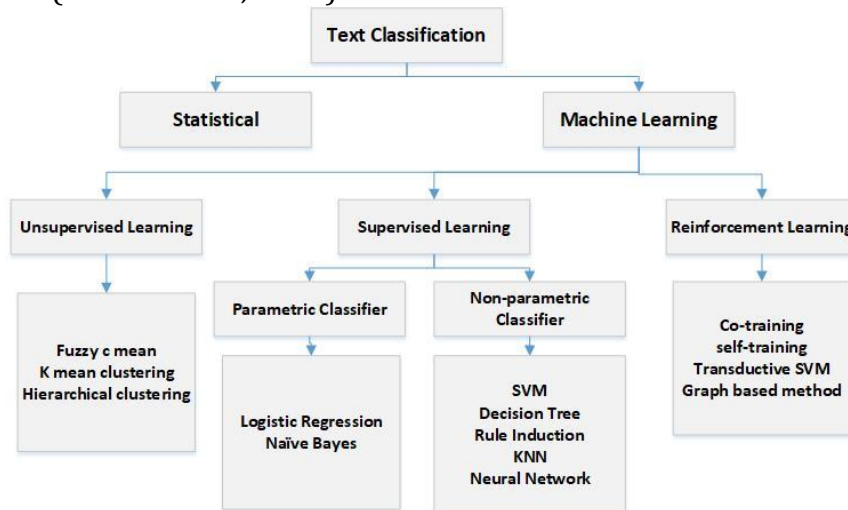 Text Classification
Statistical
Machine Learning
Unsupervised Learning
Supervised Learning
Reinforcement Learning
Parametric Classifier
Non-parametric
Classifier
Fuzzy c mean
K mean clustering
Hierarchical clustering
Logistic Regression
Naïve Bayes
SVM
Decision Tree
Rule Induction
KNN
Neural Network
Co-training
self-training
Transductive SVM
Graph based method